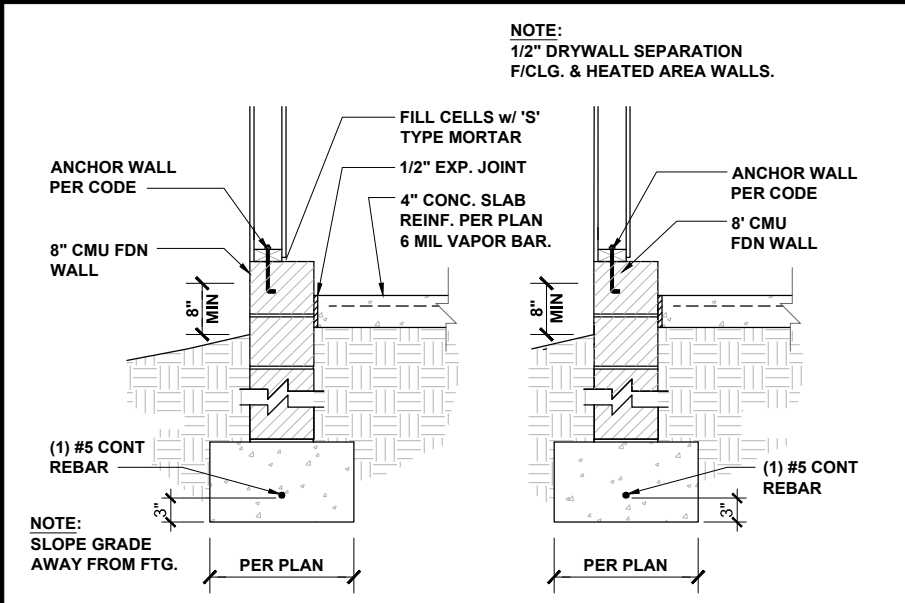 NOTE:
1/2" DRYWALL SEPARATION
F/CLG. & HEATED AREA WALLS.
FILL CELLS w/ 'S'
TYPE MORTAR
ANCHOR WALL
PER CODE
1/2" EXP. JOINT
4" CONC. SLAB
REINF. PER PLAN
6 MIL VAPOR BAR.
8" CMU FDN
WALL
8"
MIN
(1) #5 CONT
REBAR
3"
NOTE:
SLOPE GRADE
AWAY FROM FTG.
PER PLAN
ANCHOR WALL
PER CODE
8' CMU
FDN WALL
8"
MIN
(1) #5 CONT
REBAR
3"
PER PLAN